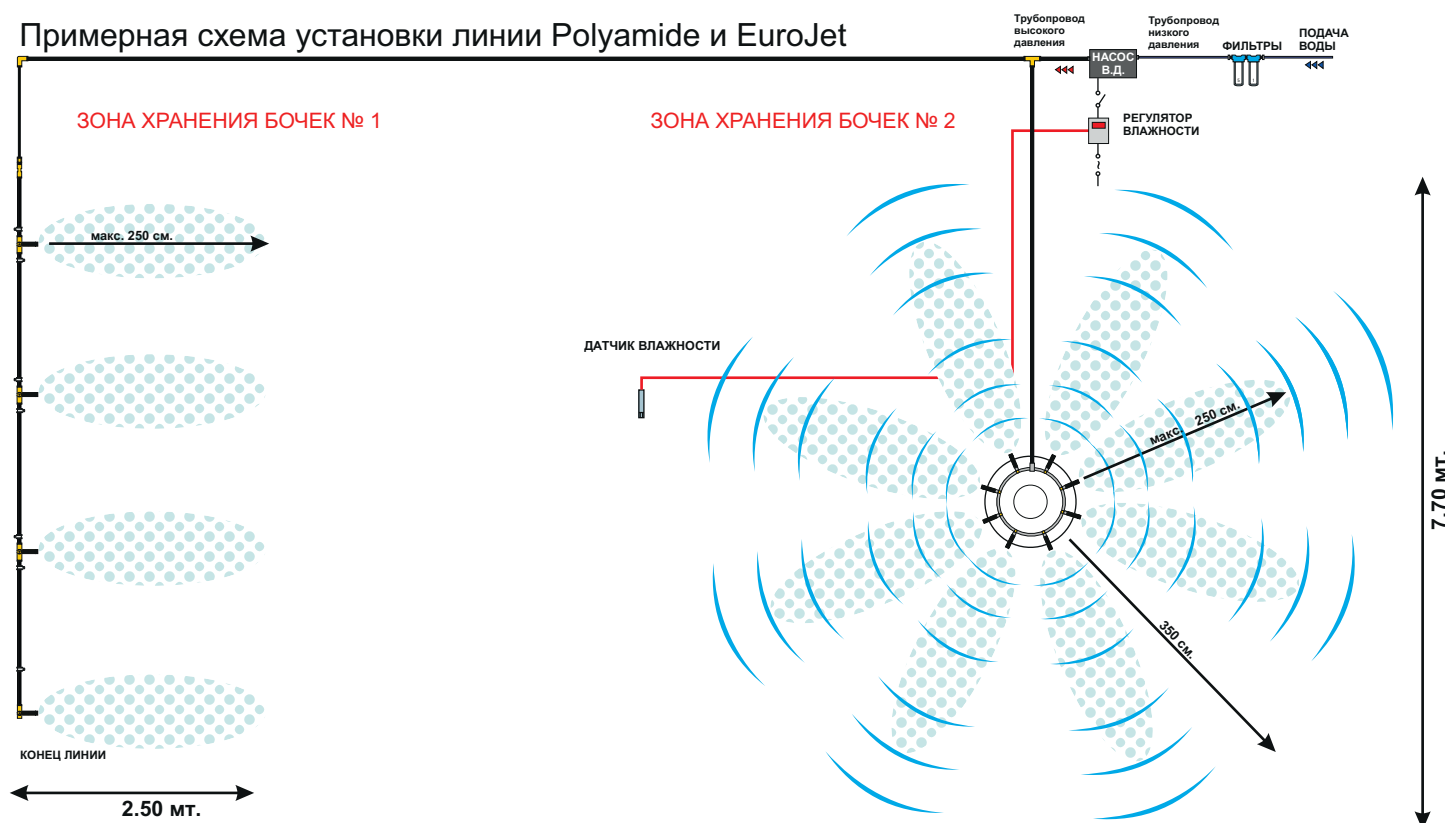 Примерная схема установки линии Polyamide и EuroJet
Трубопровод
высокого
давления
Трубопровод
низкого
давления
ФИЛЬТРЫ
ПОДАЧА
ВОДЫ
НАСОС
В.Д.
ЗОНА ХРАНЕНИЯ БОЧЕК № 1
ЗОНА ХРАНЕНИЯ БОЧЕК № 2
РЕГУЛЯТОР
ВЛАЖНОСТИ
макс. 250 см.
ДАТЧИК ВЛАЖНОСТИ
макс. 250 см.
7.70 мт.
350 см.
КОНЕЦ ЛИНИИ
2.50 мт.